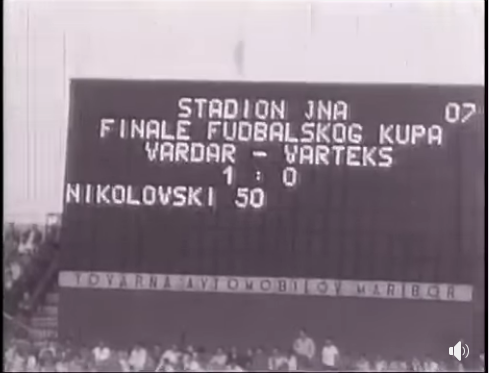 STADION JNA 07
FINALE FUDBALSKOG KUPA
VARDAR - VARTEKS
1 : 0
NIKOLOVSKI 50
TOVARNA AVTOMOBILOV MARIBOR